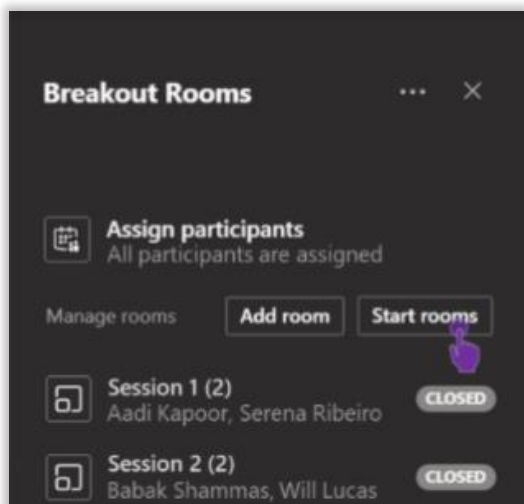 Breakout Rooms
Assign participants
All participants are assigned
Manage rooms Add room Start rooms
Session 1 (2)
Aadi Kapoor, Serena Ribeiro
CLOSED
Session 2 (2)
Babak Shammas, Will Lucas
CLOSED